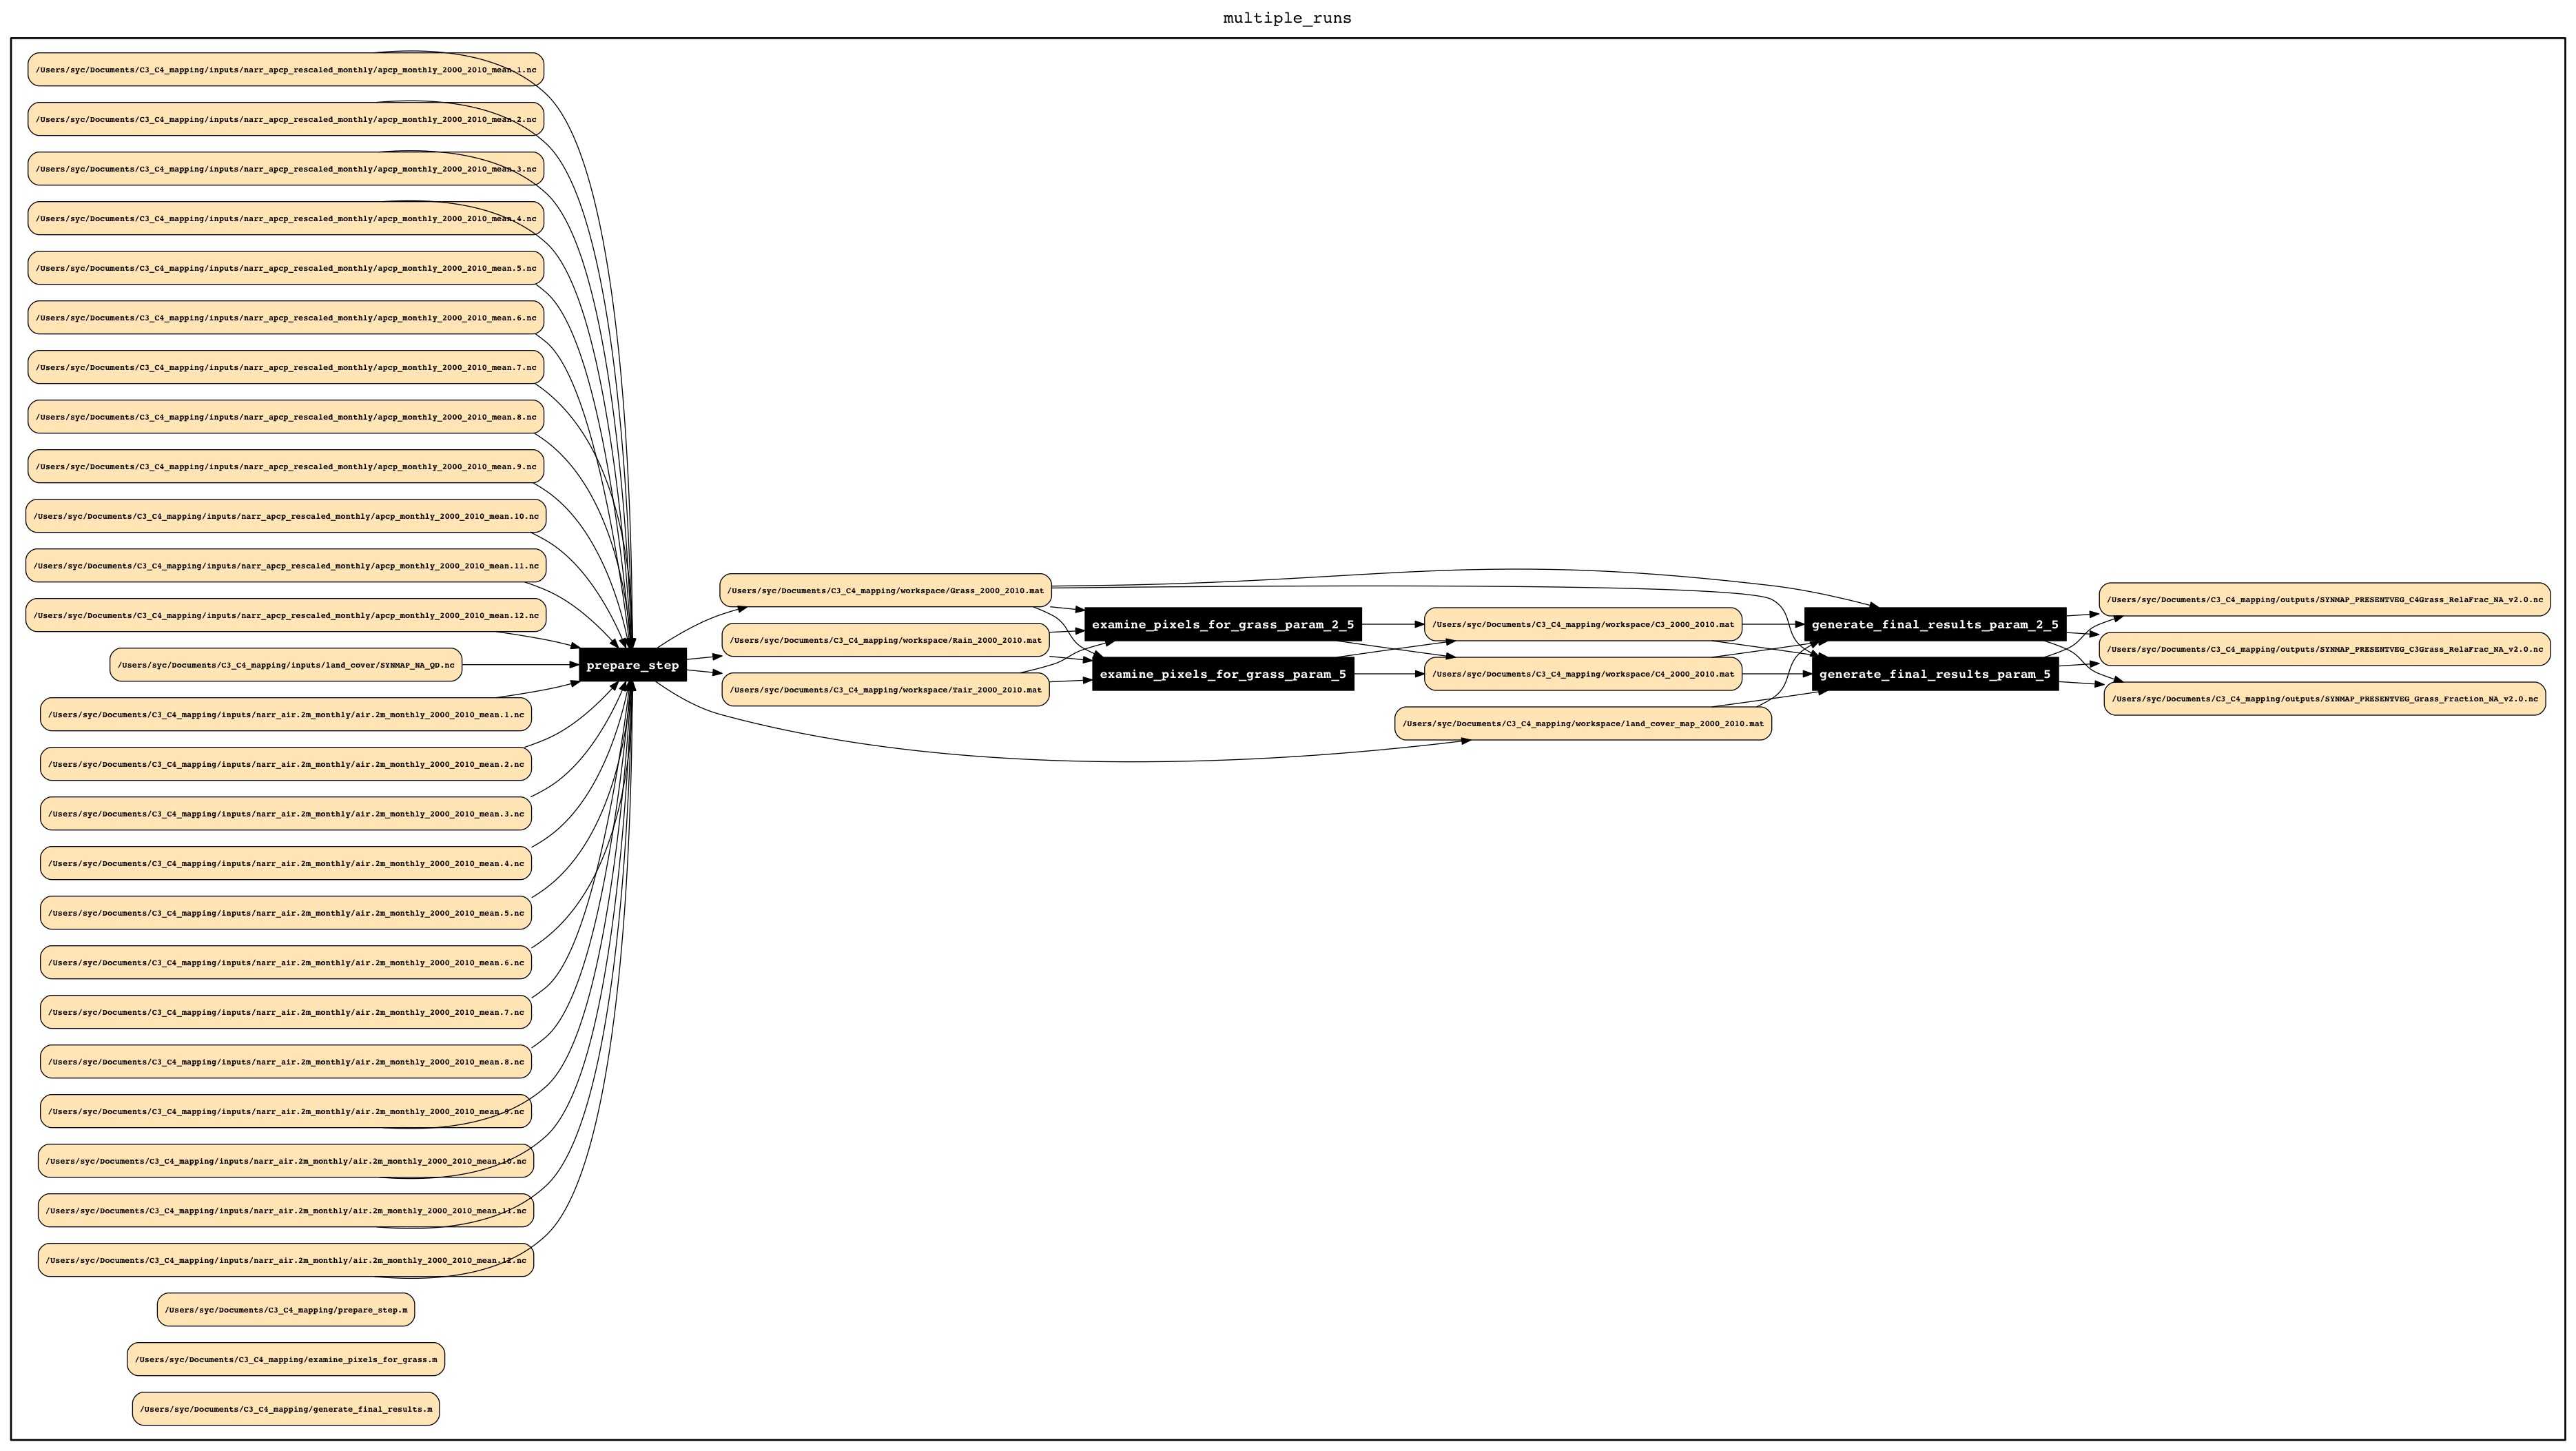 multiple_runs
/Users/syc/Documents/C3_C4_mapping/inputs/narr_apcp_rescaled_monthly/apcp_monthly_2000_2010_mean.1.nc
/Users/syc/Documents/C3_C4_mapping/inputs/narr_apcp_rescaled_monthly/apcp_monthly_2000_2010_mean.2.nc
/Users/syc/Documents/C3_C4_mapping/inputs/narr_apcp_rescaled_monthly/apcp_monthly_2000_2010_mean.3.nc
/Users/syc/Documents/C3_C4_mapping/inputs/narr_apcp_rescaled_monthly/apcp_monthly_2000_2010_mean.4.nc
/Users/syc/Documents/C3_C4_mapping/inputs/narr_apcp_rescaled_monthly/apcp_monthly_2000_2010_mean.5.nc
/Users/syc/Documents/C3_C4_mapping/inputs/narr_apcp_rescaled_monthly/apcp_monthly_2000_2010_mean.6.nc
/Users/syc/Documents/C3_C4_mapping/inputs/narr_apcp_rescaled_monthly/apcp_monthly_2000_2010_mean.7.nc
/Users/syc/Documents/C3_C4_mapping/inputs/narr_apcp_rescaled_monthly/apcp_monthly_2000_2010_mean.8.nc
/Users/syc/Documents/C3_C4_mapping/inputs/narr_apcp_rescaled_monthly/apcp_monthly_2000_2010_mean.9.nc
/Users/syc/Documents/C3_C4_mapping/inputs/narr_apcp_rescaled_monthly/apcp_monthly_2000_2010_mean.10.nc
/Users/syc/Documents/C3_C4_mapping/inputs/narr_apcp_rescaled_monthly/apcp_monthly_2000_2010_mean.11.nc
/Users/syc/Documents/C3_C4_mapping/inputs/narr_apcp_rescaled_monthly/apcp_monthly_2000_2010_mean.12.nc
/Users/syc/Documents/C3_C4_mapping/inputs/land_cover/SYNMAP_NA_QD.nc
/Users/syc/Documents/C3_C4_mapping/inputs/narr_air.2m_monthly/air.2m_monthly_2000_2010_mean.1.nc
/Users/syc/Documents/C3_C4_mapping/inputs/narr_air.2m_monthly/air.2m_monthly_2000_2010_mean.2.nc
/Users/syc/Documents/C3_C4_mapping/inputs/narr_air.2m_monthly/air.2m_monthly_2000_2010_mean.3.nc
/Users/syc/Documents/C3_C4_mapping/inputs/narr_air.2m_monthly/air.2m_monthly_2000_2010_mean.4.nc
/Users/syc/Documents/C3_C4_mapping/inputs/narr_air.2m_monthly/air.2m_monthly_2000_2010_mean.5.nc
/Users/syc/Documents/C3_C4_mapping/inputs/narr_air.2m_monthly/air.2m_monthly_2000_2010_mean.6.nc
/Users/syc/Documents/C3_C4_mapping/inputs/narr_air.2m_monthly/air.2m_monthly_2000_2010_mean.7.nc
/Users/syc/Documents/C3_C4_mapping/inputs/narr_air.2m_monthly/air.2m_monthly_2000_2010_mean.8.nc
/Users/syc/Documents/C3_C4_mapping/inputs/narr_air.2m_monthly/air.2m_monthly_2000_2010_mean.9.nc
/Users/syc/Documents/C3_C4_mapping/inputs/narr_air.2m_monthly/air.2m_monthly_2000_2010_mean.10.nc
/Users/syc/Documents/C3_C4_mapping/inputs/narr_air.2m_monthly/air.2m_monthly_2000_2010_mean.11.nc
/Users/syc/Documents/C3_C4_mapping/inputs/narr_air.2m_monthly/air.2m_monthly_2000_2010_mean.12.nc
/Users/syc/Documents/C3_C4_mapping/prepare_step.m
/Users/syc/Documents/C3_C4_mapping/examine_pixels_for_grass.m
/Users/syc/Documents/C3_C4_mapping/generate_final_results.m
prepare_step
/Users/syc/Documents/C3_C4_mapping/workspace/Grass_2000_2010.mat
/Users/syc/Documents/C3_C4_mapping/workspace/Rain_2000_2010.mat
/Users/syc/Documents/C3_C4_mapping/workspace/Tair_2000_2010.mat
examine_pixels_for_grass_param_2_5
examine_pixels_for_grass_param_5
/Users/syc/Documents/C3_C4_mapping/workspace/C3_2000_2010.mat
/Users/syc/Documents/C3_C4_mapping/workspace/C4_2000_2010.mat
/Users/syc/Documents/C3_C4_mapping/workspace/land_cover_map_2000_2010.mat
generate_final_results_param_2_5
generate_final_results_param_5
/Users/syc/Documents/C3_C4_mapping/outputs/SYNMAP_PRESENTVEG_C4Grass_RelaFrac_NA_v2.0.nc
/Users/syc/Documents/C3_C4_mapping/outputs/SYNMAP_PRESENTVEG_C3Grass_RelaFrac_NA_v2.0.nc
/Users/syc/Documents/C3_C4_mapping/outputs/SYNMAP_PRESENTVEG_Grass_Fraction_NA_v2.0.nc